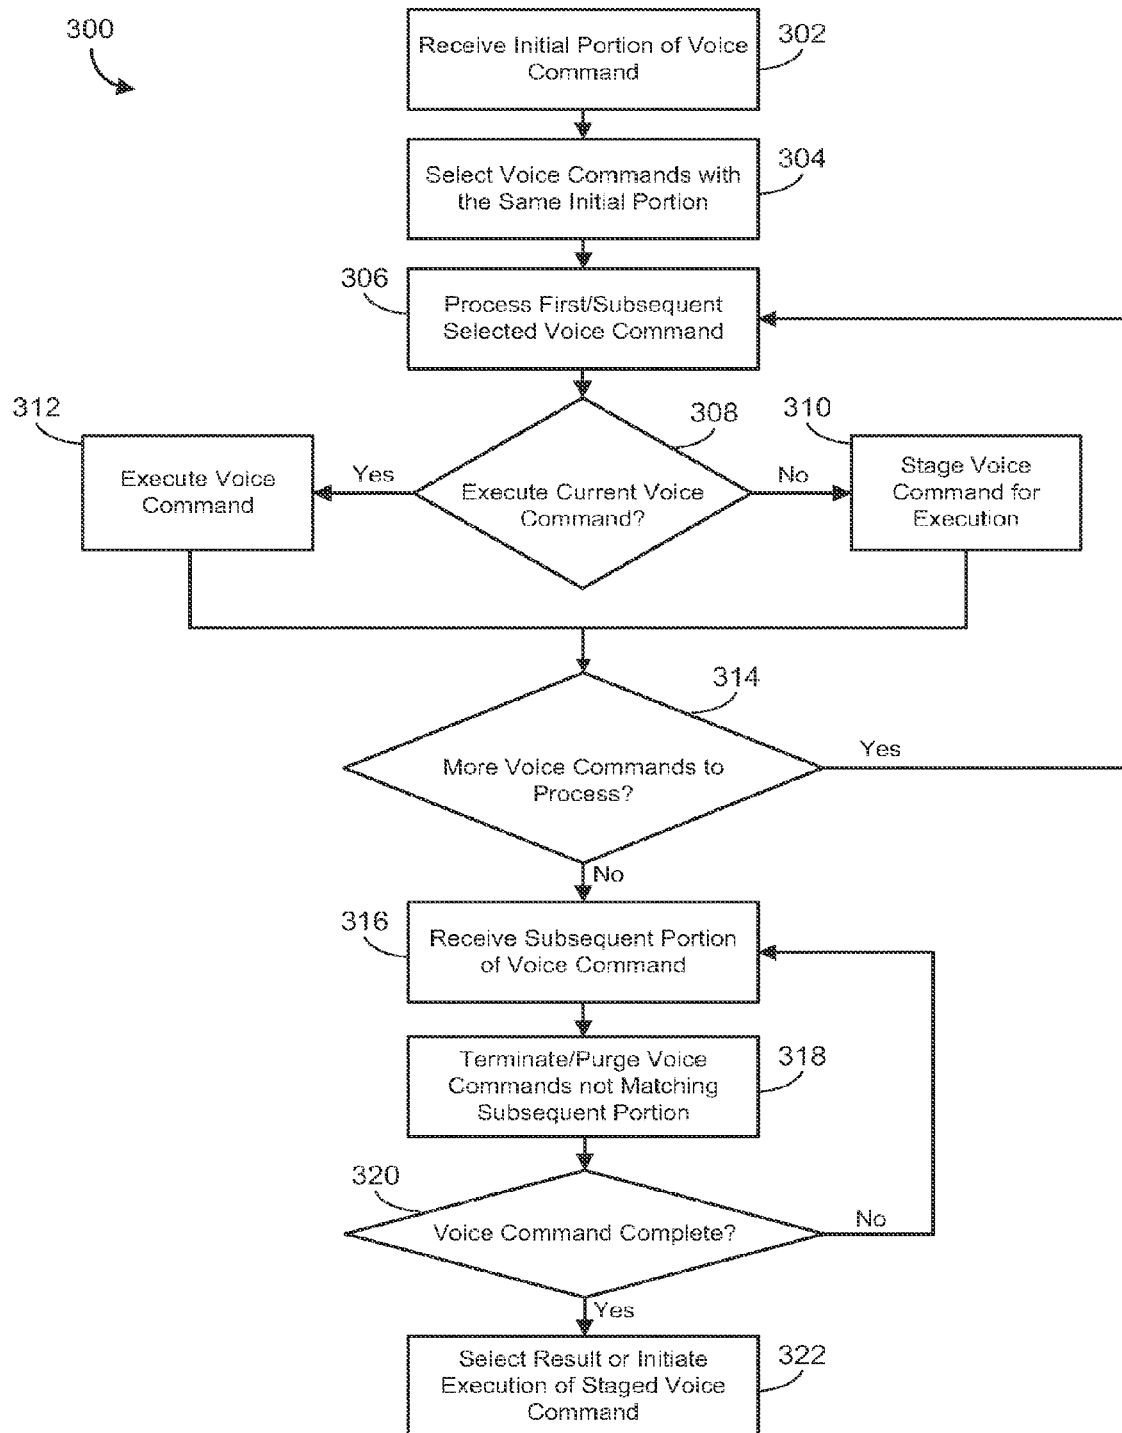 300
302
Receive Initial Portion of Voice
Command
304
Select Voice Commands with
the Same Initial Portion
306
Process First/Subsequent
Selected Voice Command
312
308
310
Execute Voice
Command
Yes
Execute Current Voice
Command?
No
Stage Voice
Command for
Execution
314
More Voice Commands to
Process?
Yes
No
316
Receive Subsequent Portion
of Voice Command
318
Terminate/Purge Voice
Commands not Matching
Subsequent Portion
320
Voice Command Complete?
No
Yes
322
Select Result or Initiate
Execution of Staged Voice
Command